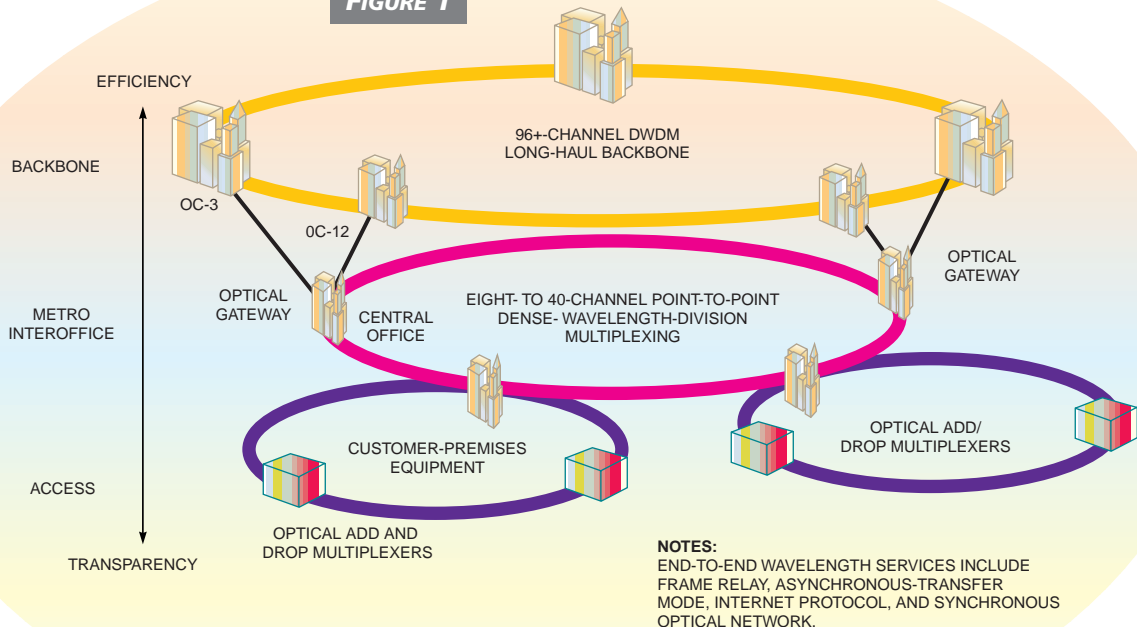 FIGURE 1
EFFICIENCY
96+-CHANNEL DWDM
LONG-HAUL BACKBONE
BACKBONE
OC-3
0C-12
OPTICAL
GATEWAY
OPTICAL
GATEWAY
CENTRAL
OFFICE
EIGHT- TO 40-CHANNEL POINT-TO-POINT
DENSE- WAVELENGTH-DIVISION
MULTIPLEXING
METRO
INTEROFFICE
CUSTOMER-PREMISES
EQUIPMENT
OPTICAL ADD/
DROP MULTIPLEXERS
ACCESS
OPTICAL ADD AND
DROP MULTIPLEXERS
TRANSPARENCY
NOTES:
END-TO-END WAVELENGTH SERVICES INCLUDE
FRAME RELAY, ASYNCHRONOUS-TRANSFER
MODE, INTERNET PROTOCOL, AND SYNCHRONOUS
OPTICAL NETWORK.